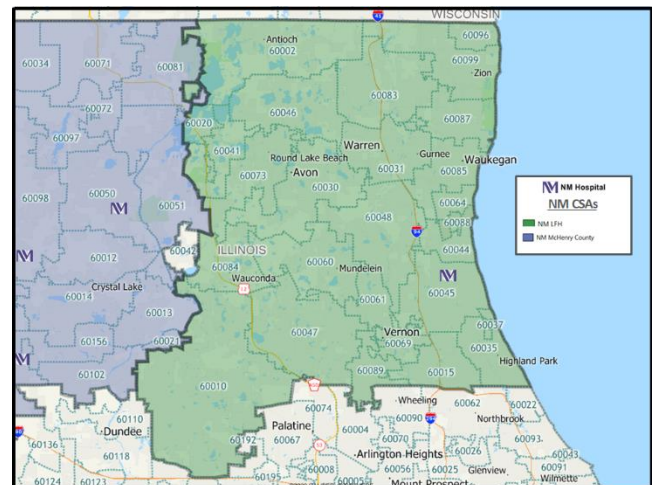 WISCONSIN
41
Antioch
60002
60096
60034
60071
60081
60099
Zion
60072
60083
60020
60046
60087
60097
60041
Warren
Gurnee
Waukegan
Round Lake Beach
60073
Avon
60031
60085
60030
60098
60050
60051
60048
60064
60088
NM Hospital
NM CSAs
NM LFH
NM McHenry County
ILLINOIS
60042
60044
60012
60084
60060
Wauconda
Mundelein
60045
Crystal Lake
60014
60061
60013
60047
Vernon
60037
60156
60021
60069
60035
Highland Park
60102
60010
60089
60015
60110
Wheeling
60062
60022
60074
60090
Northbrook
Dundee
Palatine
60004
60136
60192
60067
60070
60026
60093
60043
60118
Arlington Heights
60124
60123
60195
60008
60056
60025
Glenview
60091
Wilmette
Mount Prospect